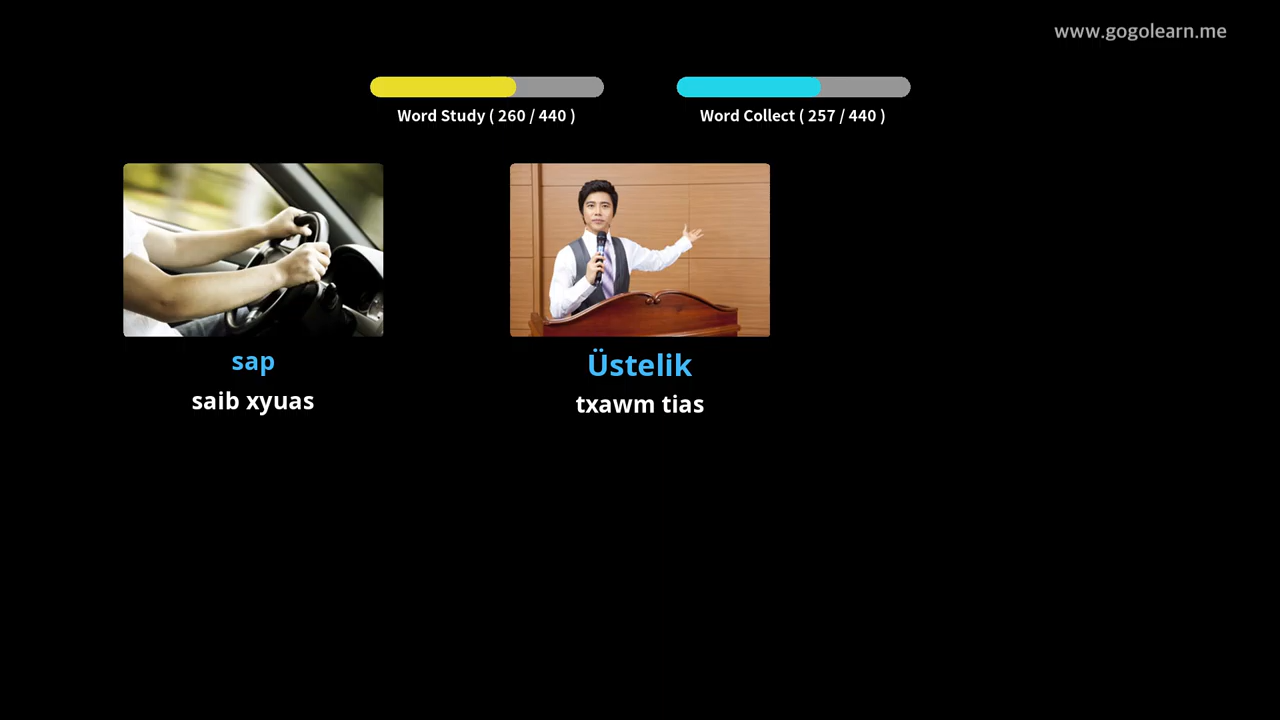 www.gogolearn.me
Word Study ( 260 / 440 )
Word Collect ( 257 / 440 )
sap
saib xyuas
Üstelik
txawm tias